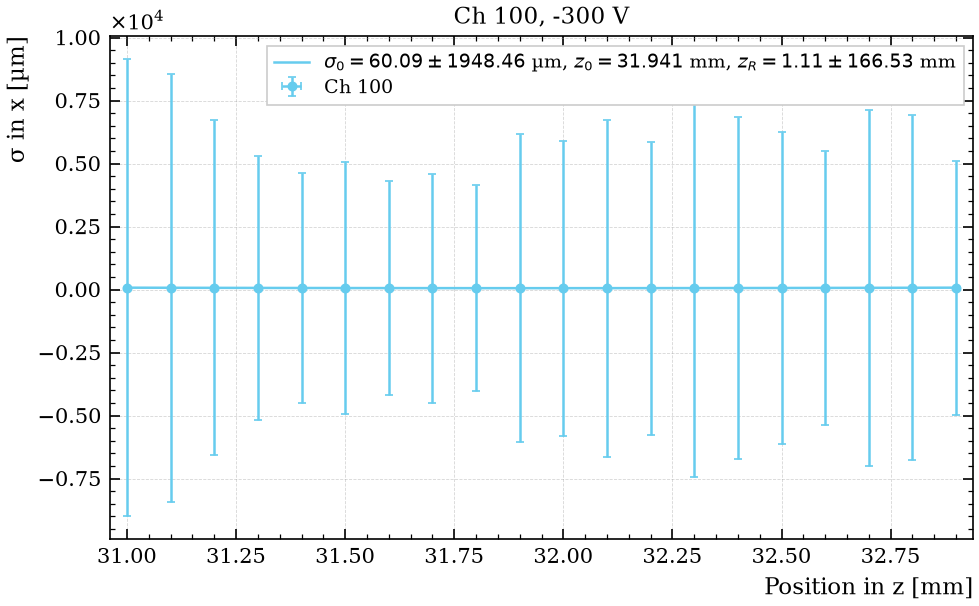 Ch 100, -300 V
×10⁴
σ in x [µm]
1.00
0.75
0.50
0.25
0.00
−0.25
−0.50
−0.75
σ₀ = 60.09 ± 1948.46 µm, z₀ = 31.941 mm, z_R = 1.11 ± 166.53 mm
Ch 100
31.00 31.25 31.50 31.75 32.00 32.25 32.50 32.75
Position in z [mm]